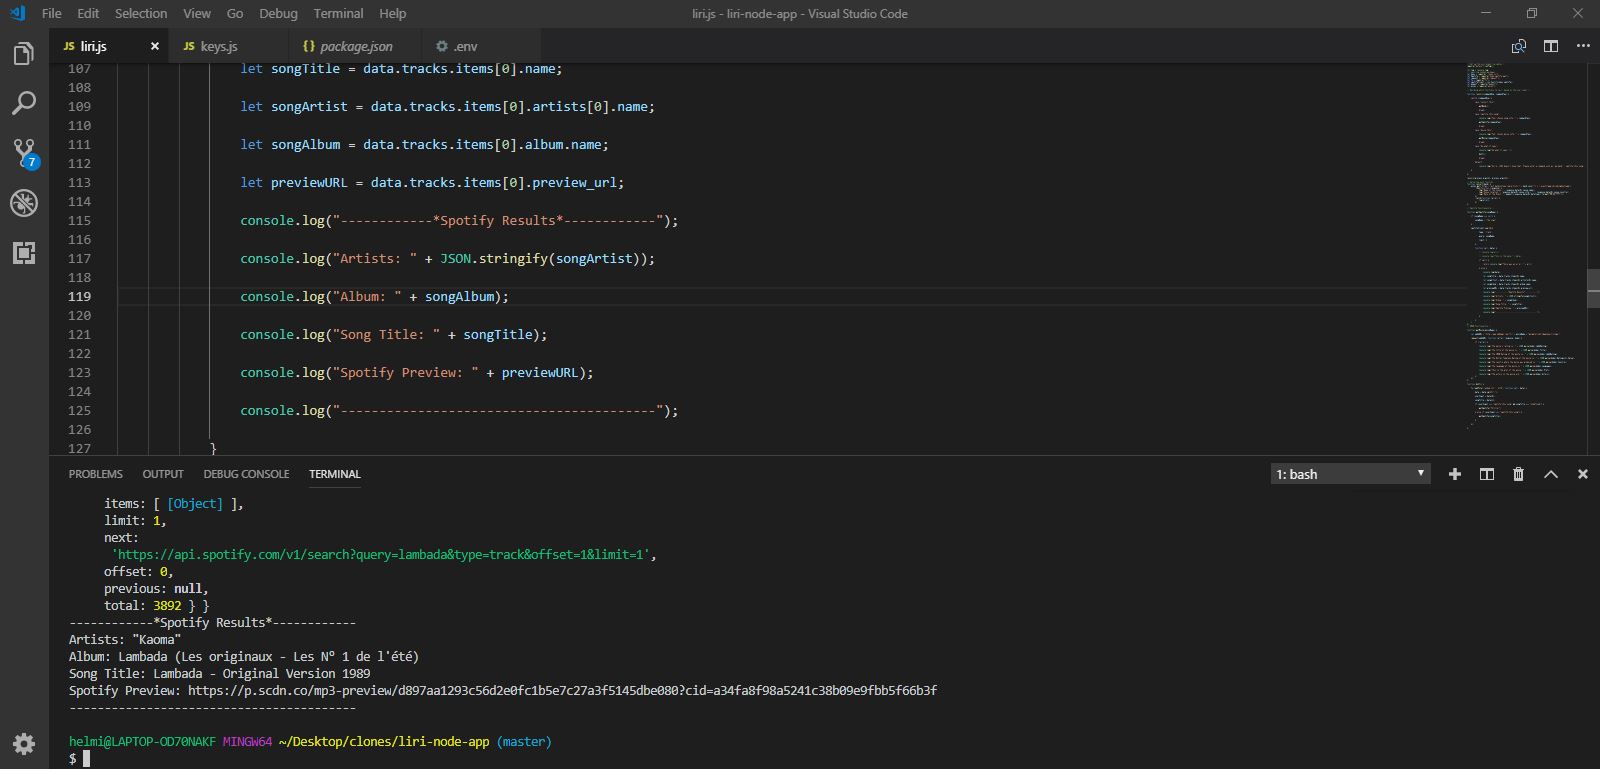 File Edit Selection View Go Debug Terminal Help
liri.js - liri-node-app - Visual Studio Code
JS liri.js × JS keys.js {} package.json .env
107 let songTitle = data.tracks.items[0].name;
108
109 let songArtist = data.tracks.items[0].artists[0].name;
110
111 let songAlbum = data.tracks.items[0].album.name;
112
113 let previewURL = data.tracks.items[0].preview_url;
114
115 console.log("------------*Spotify Results*------------");
116
117 console.log("Artists: " + JSON.stringify(songArtist));
118
119 console.log("Album: " + songAlbum);
120
121 console.log("Song Title: " + songTitle);
122
123 console.log("Spotify Preview: " + previewURL);
124
125 console.log("-----------------------------------------");
126
127 }
7
PROBLEMS OUTPUT DEBUG CONSOLE TERMINAL 1: bash
items: [ [Object] ],
limit: 1,
next:
'https://api.spotify.com/v1/search?query=lambada&type=track&offset=1&limit=1',
offset: 0,
previous: null,
total: 3892 } }
------------*Spotify Results*------------
Artists: "Kaoma"
Album: Lambada (Les originaux - Les Nº 1 de l'été)
Song Title: Lambada - Original Version 1989
Spotify Preview: https://p.scdn.co/mp3-preview/d897aa1293c56d2e0fc1b5e7c27a3f5145dbe080?cid=a34fa8f98a5241c38b09e9fbb5f66b3f
-----------------------------------------
helmi@LAPTOP-OD70NAKF MINGW64 ~/Desktop/clones/liri-node-app (master)
$